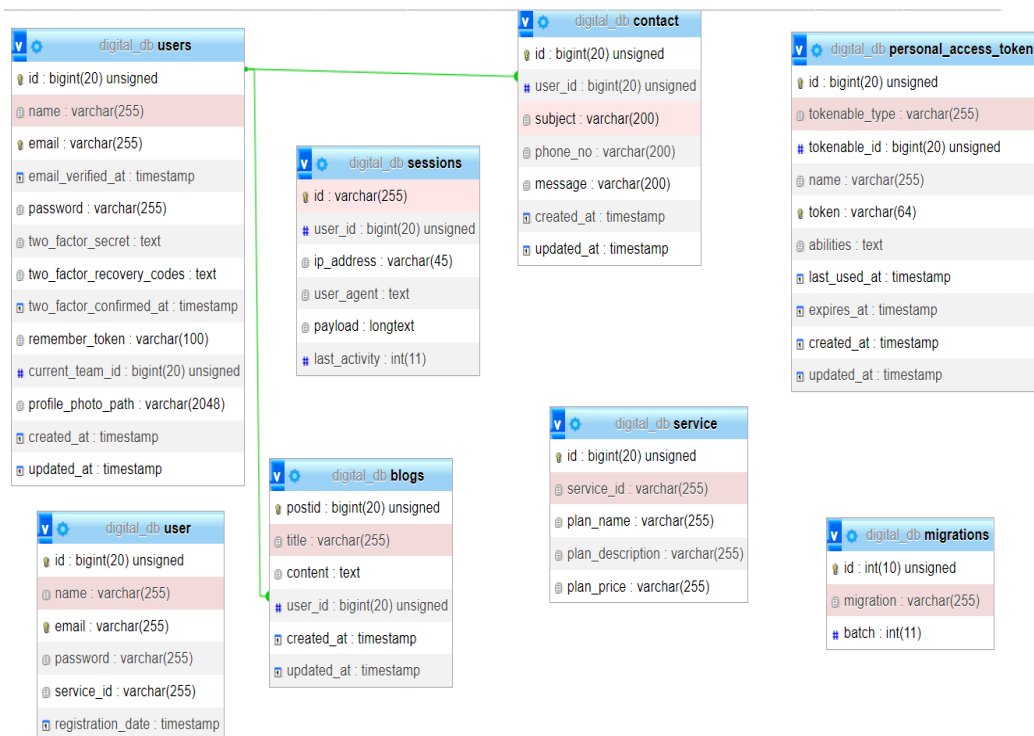 digital_db users
id : bigint(20) unsigned
name : varchar(255)
email : varchar(255)
email_verified_at : timestamp
password : varchar(255)
two_factor_secret : text
two_factor_recovery_codes : text
two_factor_confirmed_at : timestamp
remember_token : varchar(100)
current_team_id : bigint(20) unsigned
profile_photo_path : varchar(2048)
created_at : timestamp
updated_at : timestamp
digital_db user
id : bigint(20) unsigned
name : varchar(255)
email : varchar(255)
password : varchar(255)
service_id : varchar(255)
registration_date : timestamp
digital_db sessions
id : varchar(255)
user_id : bigint(20) unsigned
ip_address : varchar(45)
user_agent : text
payload : longtext
last_activity : int(11)
digital_db blogs
postid : bigint(20) unsigned
title : varchar(255)
content : text
user_id : bigint(20) unsigned
created_at : timestamp
updated_at : timestamp
digital_db contact
id : bigint(20) unsigned
user_id : bigint(20) unsigned
subject : varchar(200)
phone_no : varchar(200)
message : varchar(200)
created_at : timestamp
updated_at : timestamp
digital_db service
id : bigint(20) unsigned
service_id : varchar(255)
plan_name : varchar(255)
plan_description : varchar(255)
plan_price : varchar(255)
digital_db personal_access_token
id : bigint(20) unsigned
tokenable_type : varchar(255)
tokenable_id : bigint(20) unsigned
name : varchar(255)
token : varchar(64)
abilities : text
last_used_at : timestamp
expires_at : timestamp
created_at : timestamp
updated_at : timestamp
digital_db migrations
id : int(10) unsigned
migration : varchar(255)
batch : int(11)